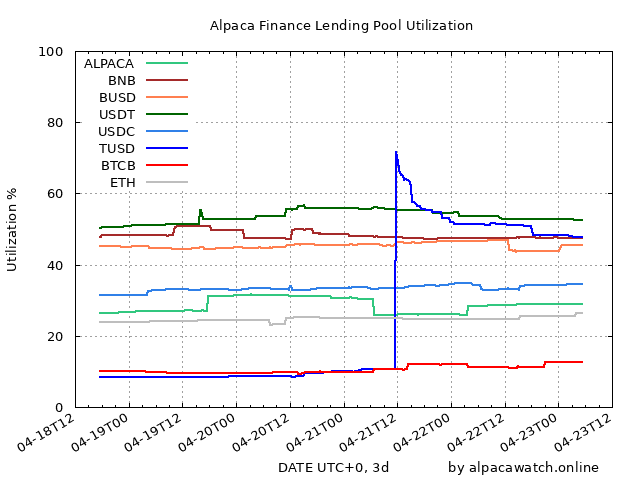 Alpaca Finance Lending Pool Utilization
100
80
60
40
20
0
Utilization %
ALPACA
BNB
BUSD
USDT
USDC
TUSD
BTCB
ETH
04-18T12
04-19T00
04-19T12
04-20T00
04-20T12
04-21T00
04-21T12
04-22T00
04-22T12
04-23T00
04-23T12
DATE UTC+0, 3d
by alpacawatch.online